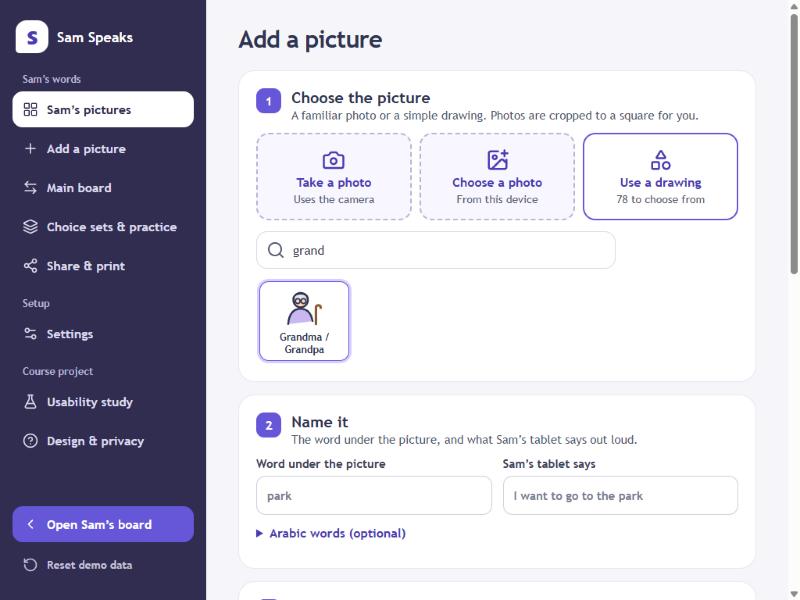 S
Sam Speaks
Sam's words
Sam's pictures
Add a picture
Main board
Choice sets & practice
Share & print
Setup
Settings
Course project
Usability study
Design & privacy
Open Sam's board
Reset demo data
Add a picture
1
Choose the picture
A familiar photo or a simple drawing. Photos are cropped to a square for you.
Take a photo
Uses the camera
Choose a photo
From this device
Use a drawing
78 to choose from
grand
Grandma /
Grandpa
2
Name it
The word under the picture, and what Sam's tablet says out loud.
Word under the picture
park
Sam's tablet says
I want to go to the park
Arabic words (optional)